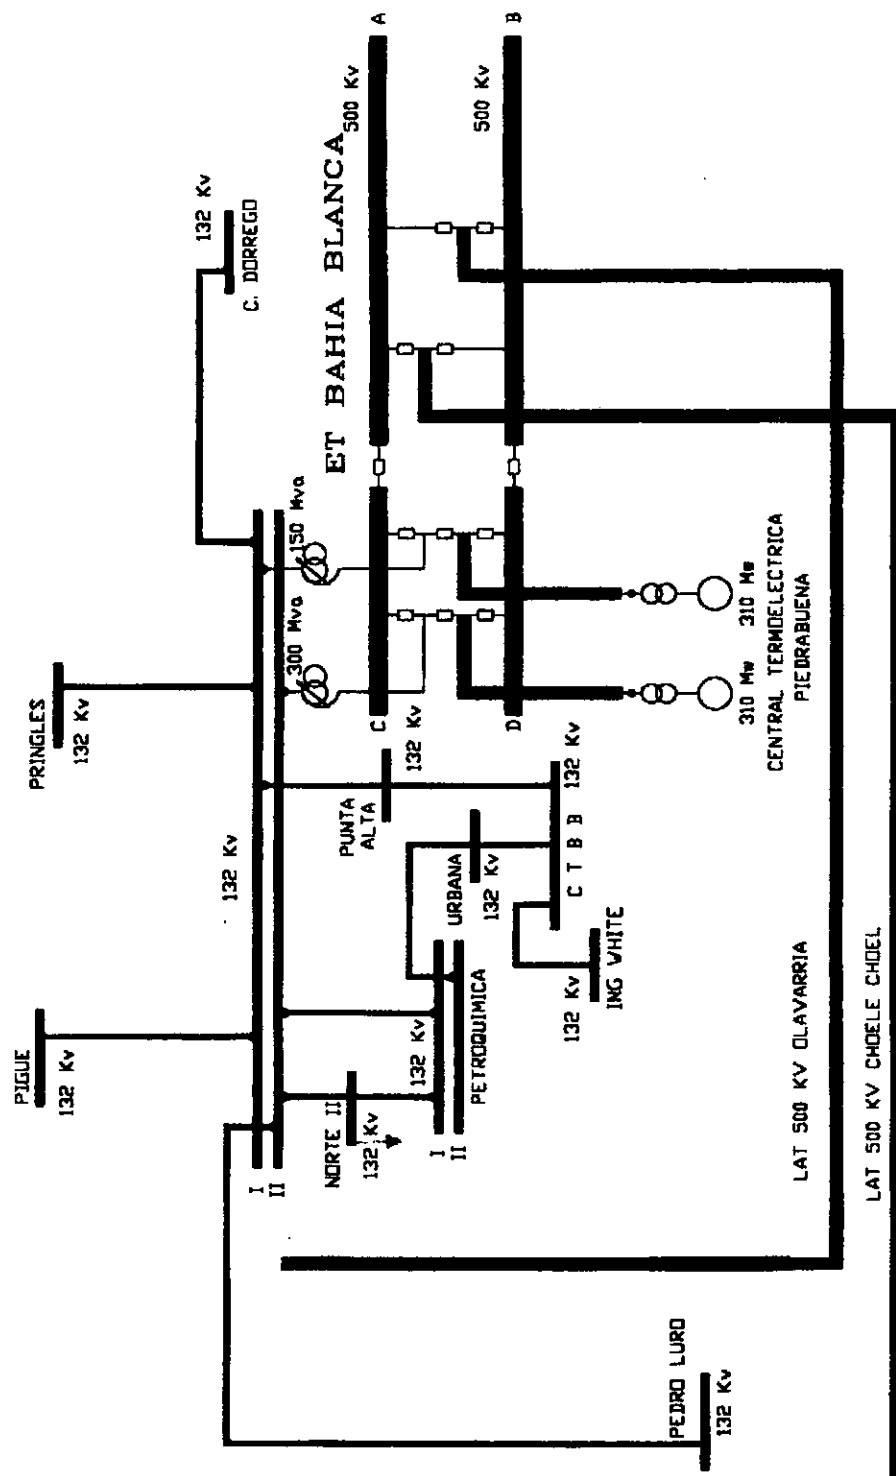 PIGUE
132 Kv
PRINGLES
132 Kv
132 Kv
C. DORREGO
132 Kv
I
II
300 Mva
150 Mva
ET BAHIA BLANCA
500 Kv
A
500 Kv
B
C
D
NORTE II
132 Kv
PUNTA
ALTA
132 Kv
132 Kv
I
II
PETROQUIMICA
URBANA
132 Kv
C T B B
132 Kv
132 Kv
ING WHITE
310 Mw
310 Mw
CENTRAL TERMOELECTRICA
PIEDRABUENA
PEDRO LURO
132 Kv
LAT 500 KV OLAVARRIA
LAT 500 KV CHOELE CHOEL